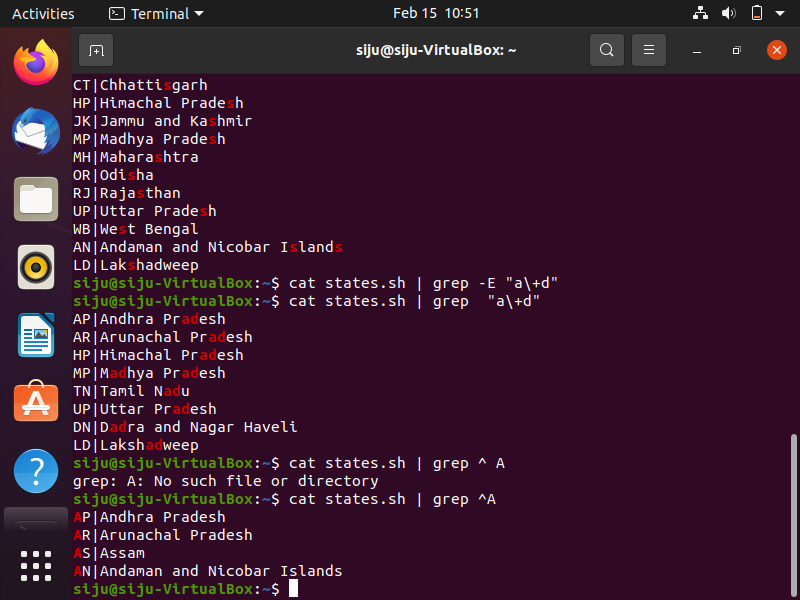 Activities Terminal Feb 15 10:51
siju@siju-VirtualBox: ~
CT|Chhattisgarh
HP|Himachal Pradesh
JK|Jammu and Kashmir
MP|Madhya Pradesh
MH|Maharashtra
OR|Odisha
RJ|Rajasthan
UP|Uttar Pradesh
WB|West Bengal
AN|Andaman and Nicobar Islands
LD|Lakshadweep
siju@siju-VirtualBox:~$ cat states.sh | grep -E "a\+d"
siju@siju-VirtualBox:~$ cat states.sh | grep  "a\+d"
AP|Andhra Pradesh
AR|Arunachal Pradesh
HP|Himachal Pradesh
MP|Madhya Pradesh
TN|Tamil Nadu
UP|Uttar Pradesh
DN|Dadra and Nagar Haveli
LD|Lakshadweep
siju@siju-VirtualBox:~$ cat states.sh | grep ^ A
grep: A: No such file or directory
siju@siju-VirtualBox:~$ cat states.sh | grep ^A
AP|Andhra Pradesh
AR|Arunachal Pradesh
AS|Assam
AN|Andaman and Nicobar Islands
siju@siju-VirtualBox:~$